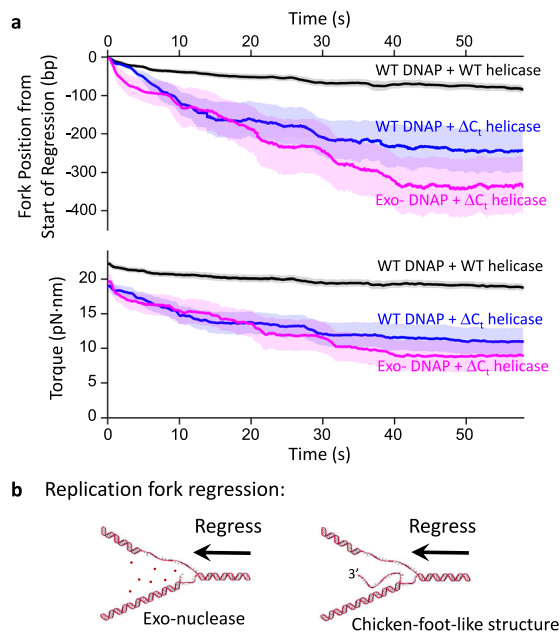 a
Time (s)
0 10 20 30 40 50
0
-100
-200
-300
-400
Fork Position from
Start of Regression (bp)
WT DNAP + WT helicase
WT DNAP + ΔCt helicase
Exo- DNAP + ΔCt helicase
20
15
10
5
0
Torque (pN·nm)
WT DNAP + WT helicase
WT DNAP + ΔCt helicase
Exo- DNAP + ΔCt helicase
0 10 20 30 40 50
Time (s)
b Replication fork regression:
Regress
Exo-nuclease
Regress
3’
Chicken-foot-like structure